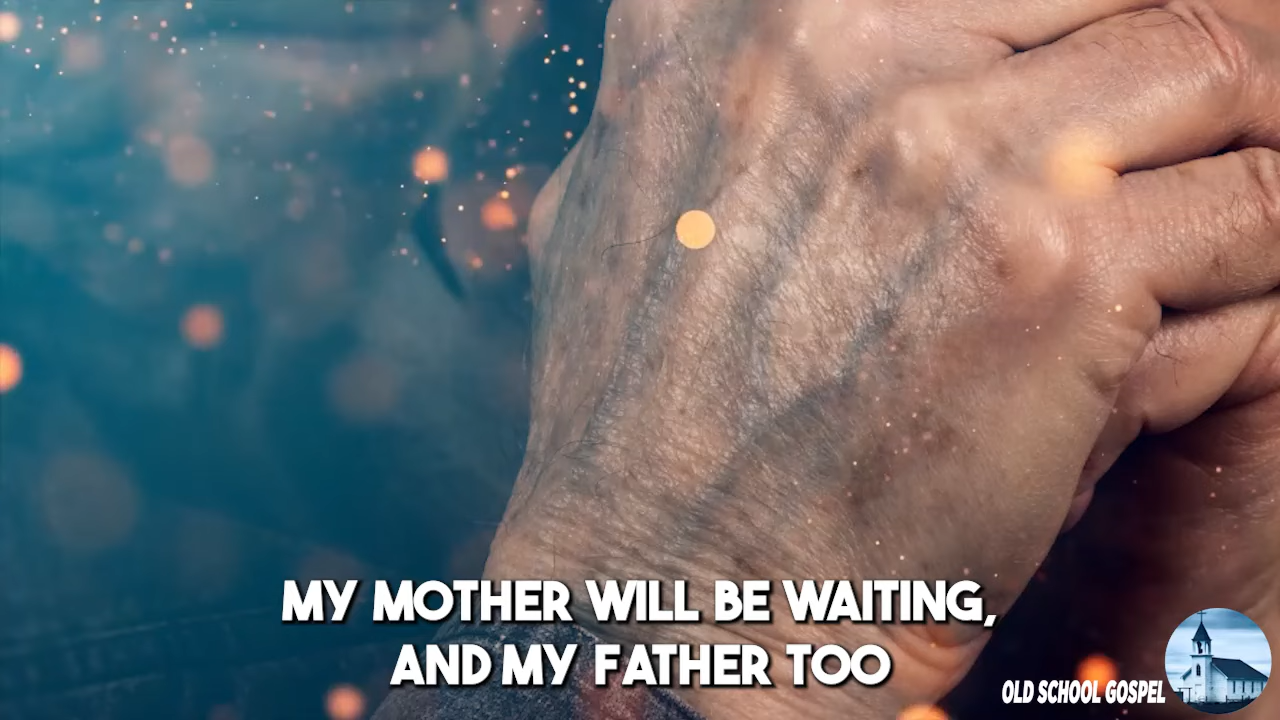 MY MOTHER WILL BE WAITING,
AND MY FATHER TOO
OLD SCHOOL GOSPEL